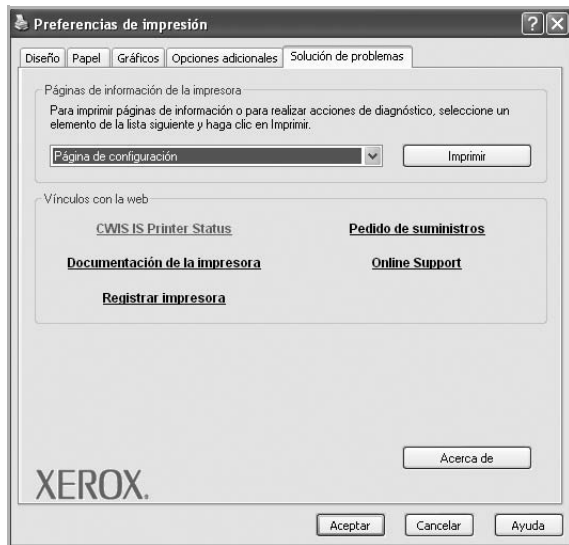 Preferencias de impresión
Diseño Papel Gráficos Opciones adicionales Solución de problemas
Páginas de información de la impresora
Para imprimir páginas de información o para realizar acciones de diagnóstico, seleccione un
elemento de la lista siguiente y haga clic en Imprimir.
Página de configuración Imprimir
Vínculos con la web
CWIS IS Printer Status Pedido de suministros
Documentación de la impresora Online Support
Registrar impresora
Acerca de
XEROX.
Aceptar Cancelar Ayuda